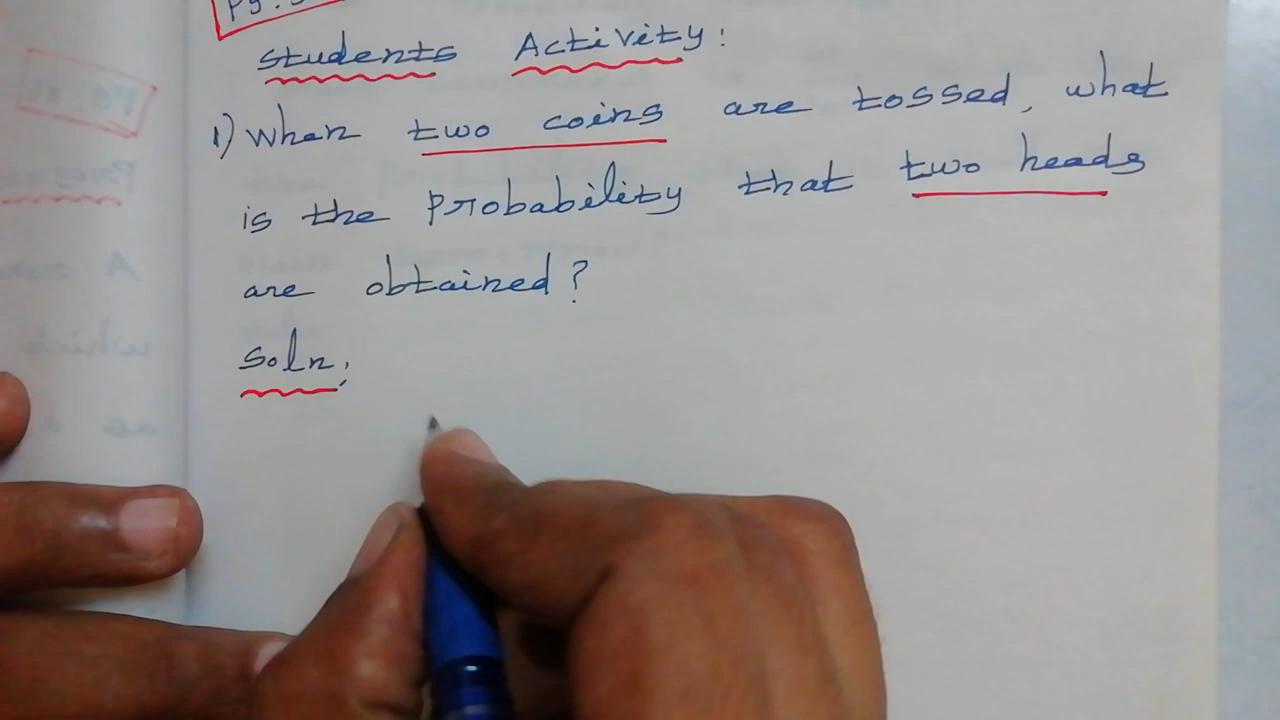 Students Activity:
1) When two coins are tossed, what
is the probability that two heads
are obtained?
Soln;